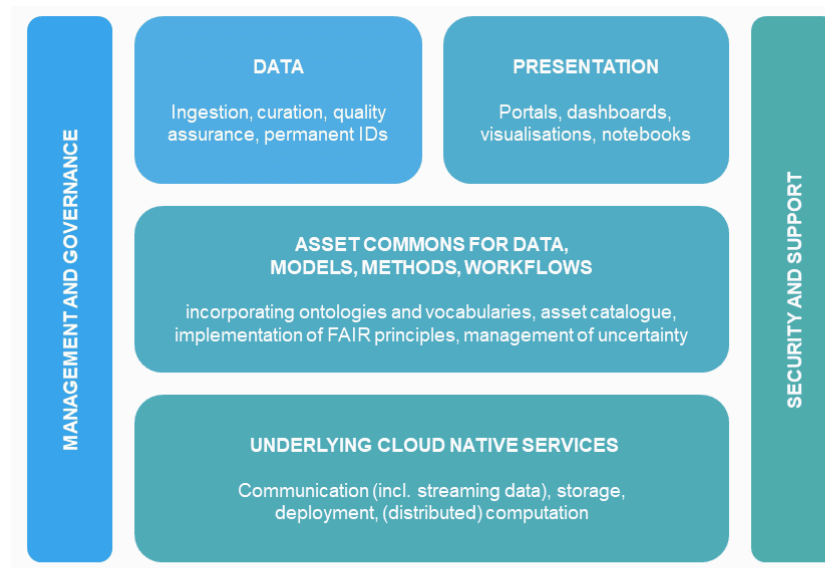 MANAGEMENT AND GOVERNANCE
DATA
Ingestion, curation, quality
assurance, permanent IDs
PRESENTATION
Portals, dashboards,
visualisations, notebooks
ASSET COMMONS FOR DATA,
MODELS, METHODS, WORKFLOWS
incorporating ontologies and vocabularies, asset catalogue,
implementation of FAIR principles, management of uncertainty
UNDERLYING CLOUD NATIVE SERVICES
Communication (incl. streaming data), storage,
deployment, (distributed) computation
SECURITY AND SUPPORT